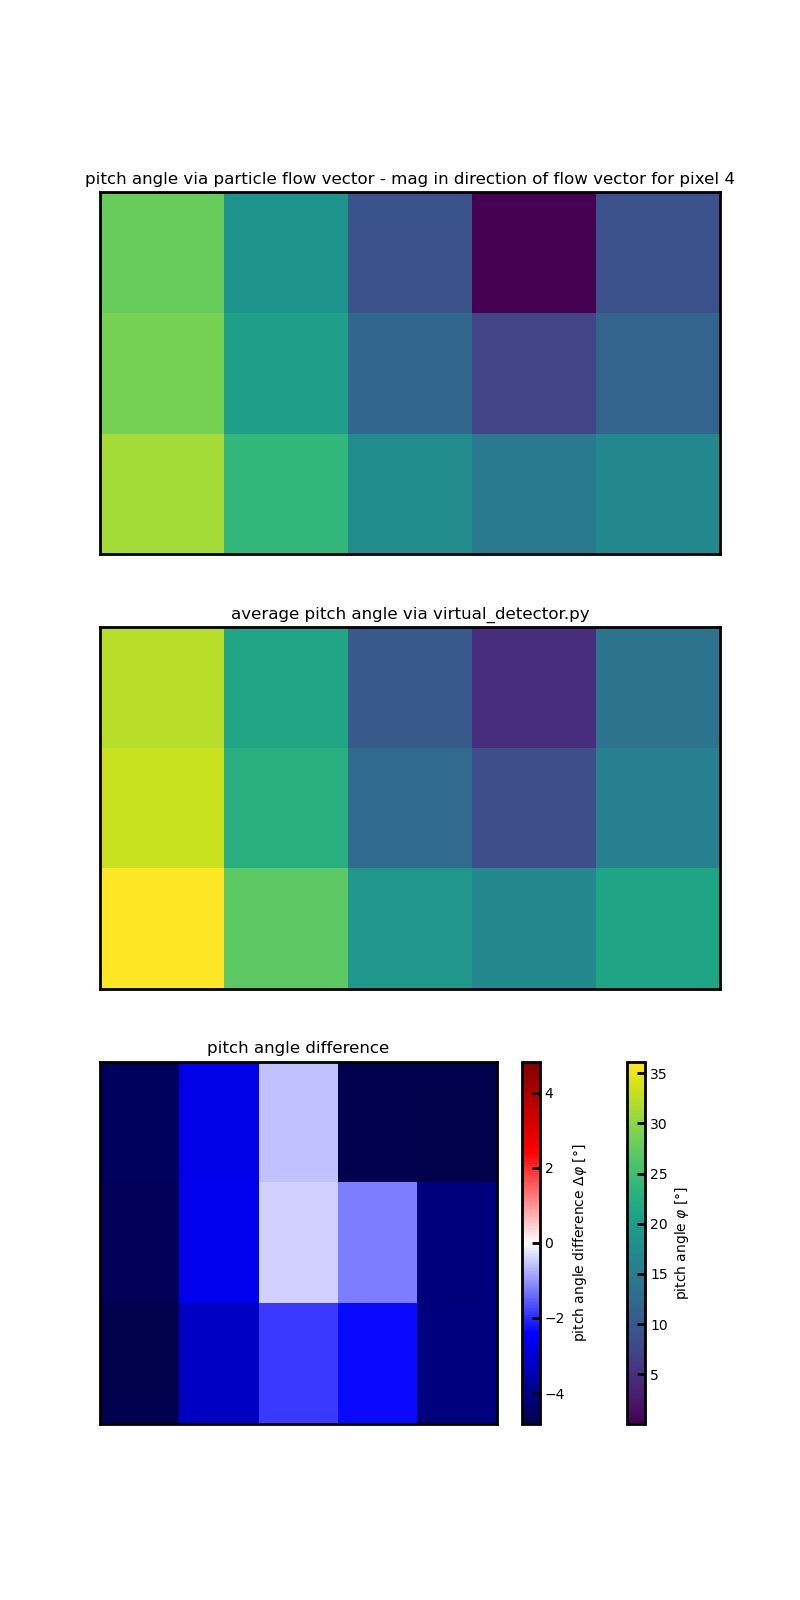 pitch angle via particle flow vector - mag in direction of flow vector for pixel 4
average pitch angle via virtual_detector.py
pitch angle difference
4
2
0
−2
−4
pitch angle difference Δφ [°]
35
30
25
20
15
10
5
pitch angle φ [°]